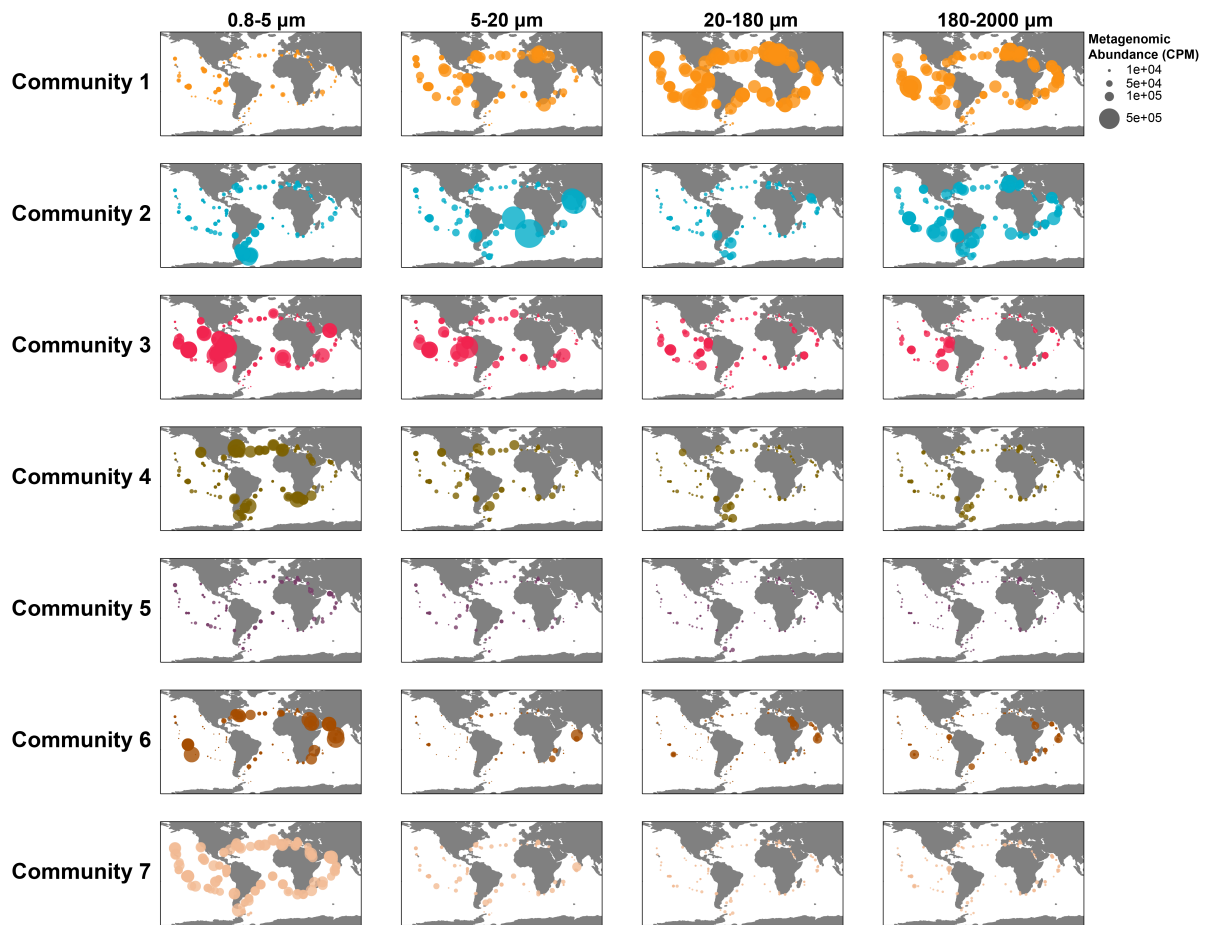 0.8-5 µm
5-20 µm
20-180 µm
180-2000 µm
Metagenomic
Abundance (CPM)
1e+04
5e+04
1e+05
5e+05
Community 1
Community 2
Community 3
Community 4
Community 5
Community 6
Community 7